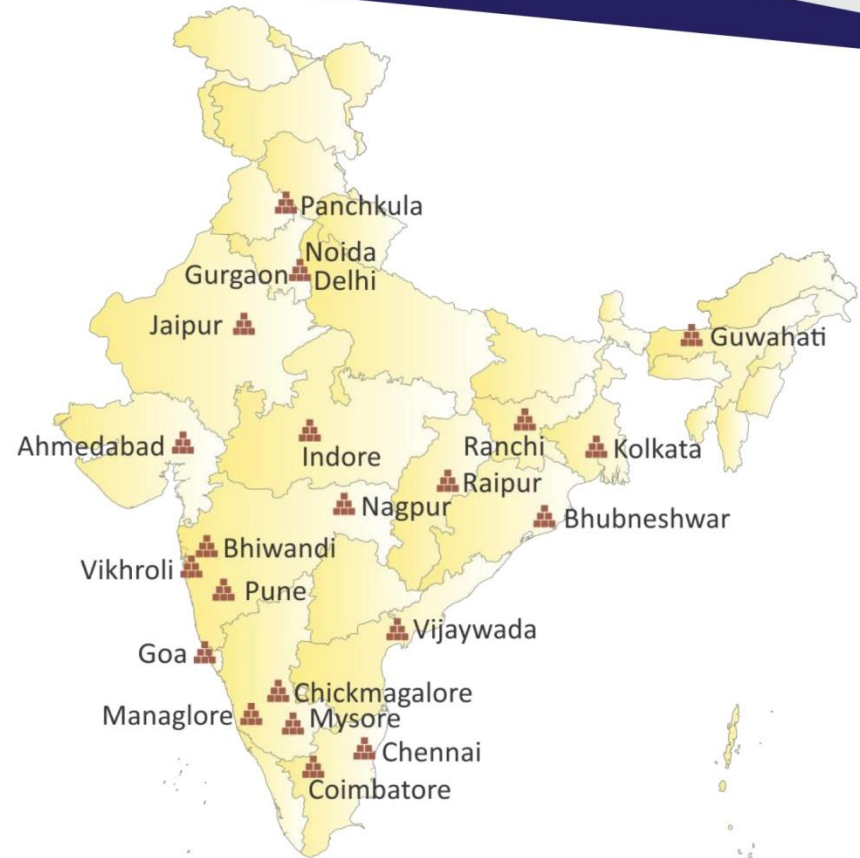 Panchkula
Noida
Gurgaon
Delhi
Jaipur
Guwahati
Ahmedabad
Indore
Ranchi
Kolkata
Raipur
Nagpur
Bhubneshwar
Bhiwandi
Vikhroli
Pune
Vijaywada
Goa
Chickmagalore
Managlore
Mysore
Chennai
Coimbatore